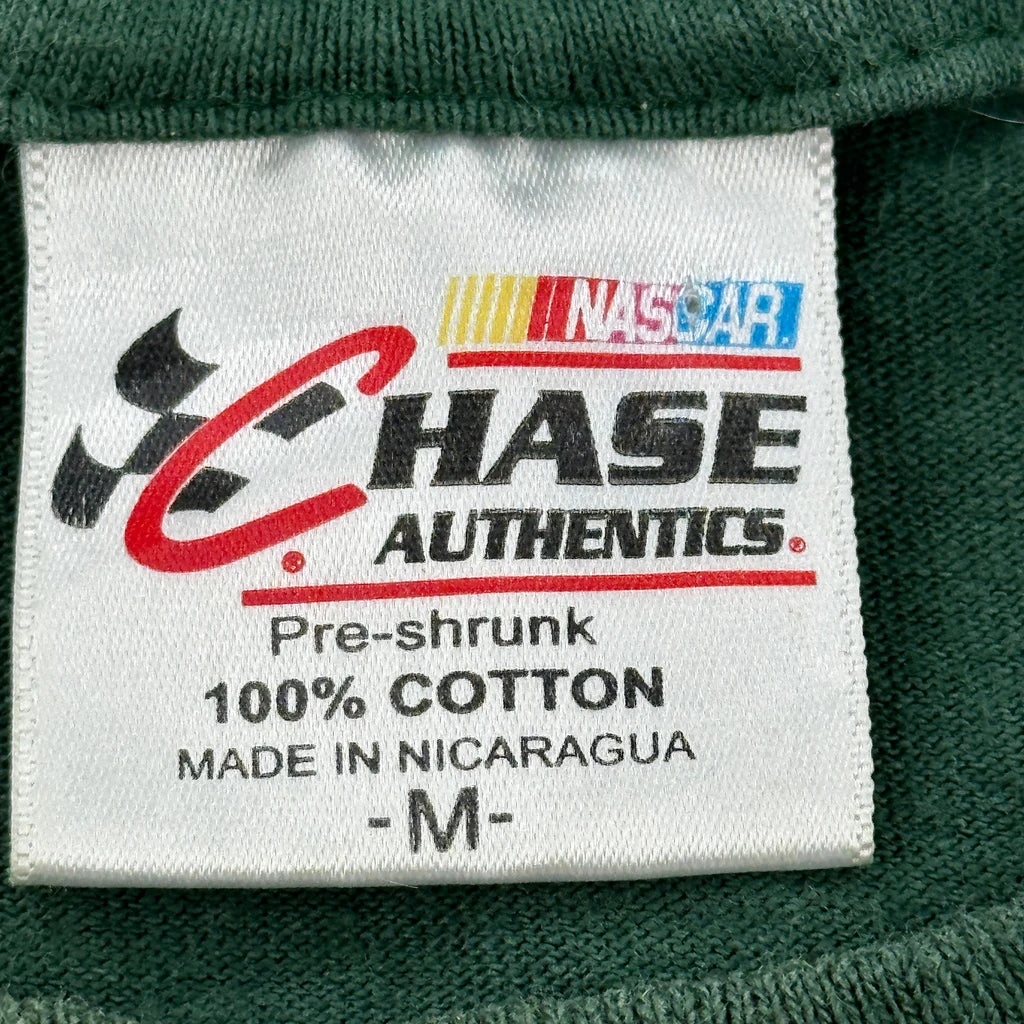 NASCAR
CHASE
AUTHENTICS
Pre-shrunk
100% COTTON
MADE IN NICARAGUA
-M-